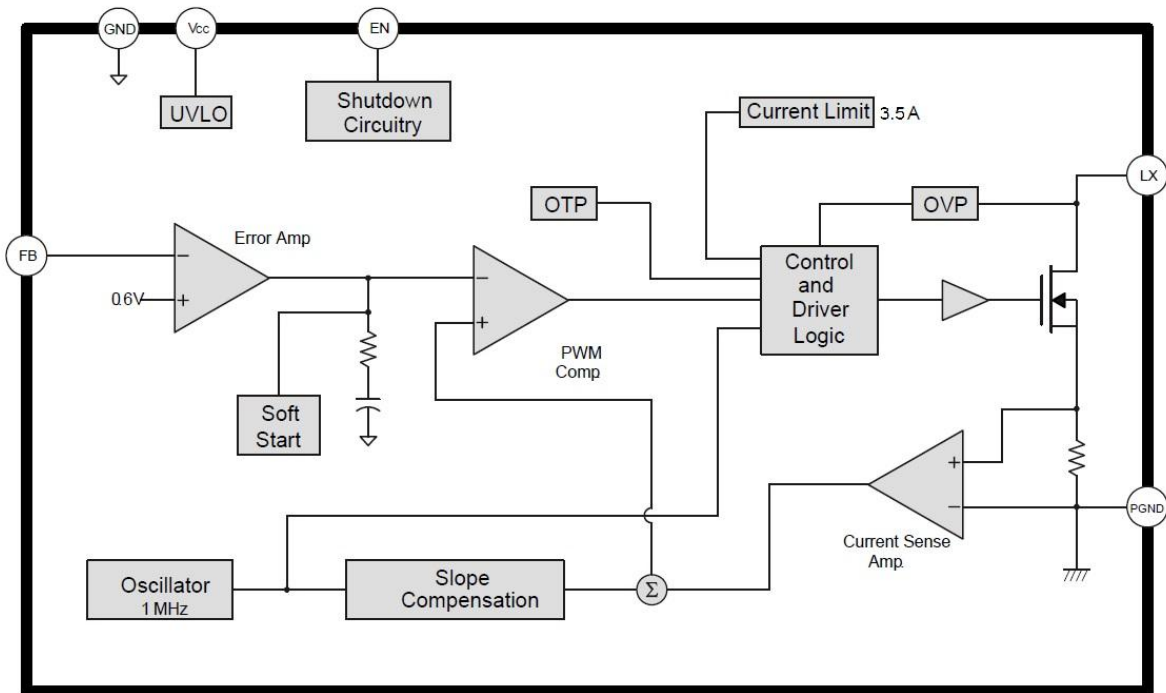 GND
Vcc
EN
UVLO
Shutdown
Circuitry
Current Limit 3.5A
LX
OTP
OVP
FB
Error Amp
−
+
0.6V
−
+
PWM
Comp.
Control
and
Driver
Logic
Soft
Start
+
−
PGND
Current Sense
Amp.
Oscillator
1MHz
Slope
Compensation
Σ